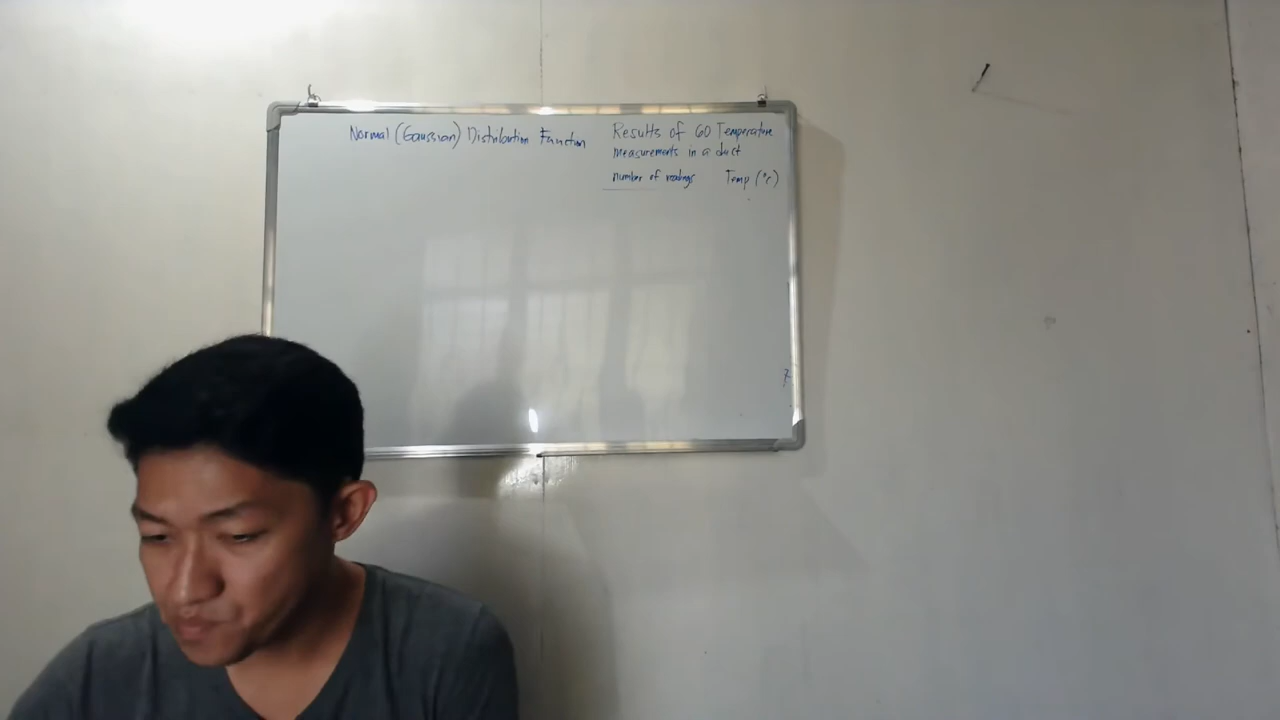 Normal (Gaussian) Distribution Function
Results of 60 Temperature
measurements in a duct
number of readings Temp (°c)